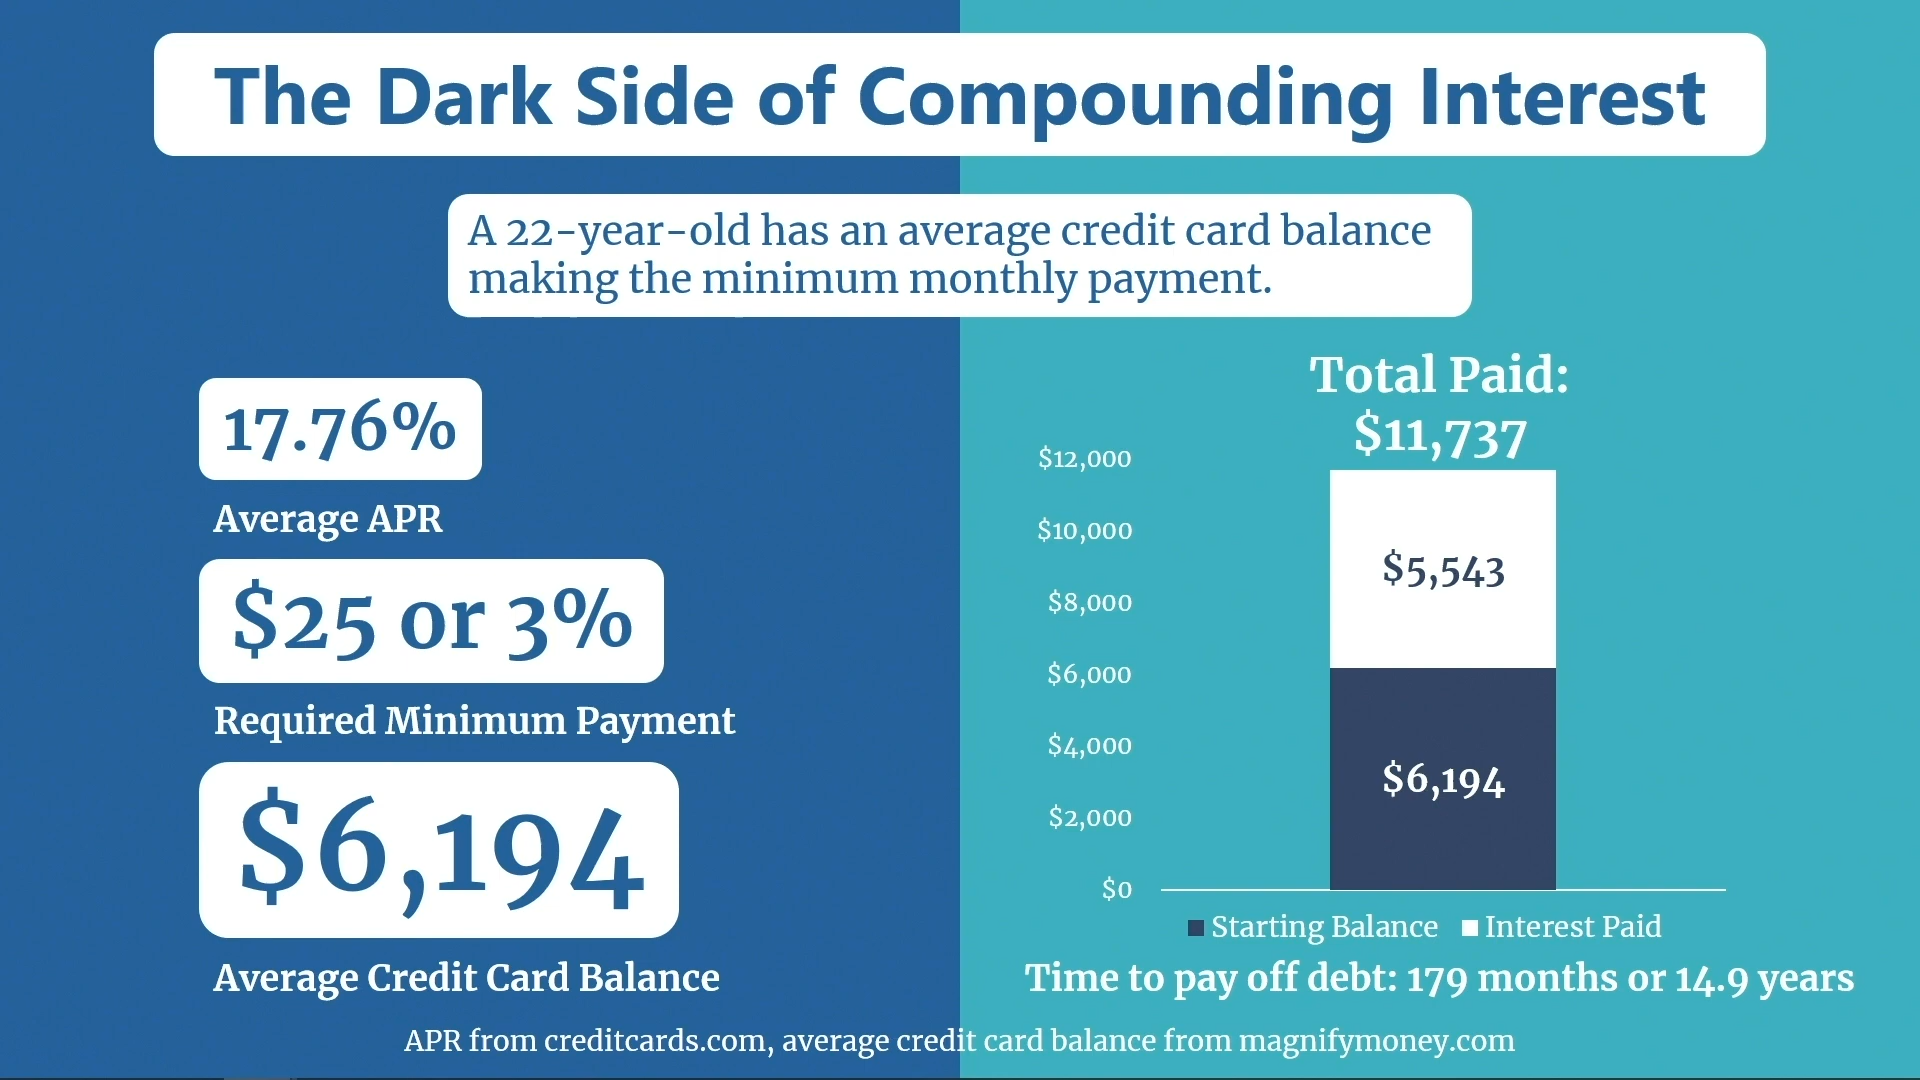 The Dark Side of Compounding Interest
A 22-year-old has an average credit card balance
making the minimum monthly payment.
17.76%
Average APR
$25 or 3%
Required Minimum Payment
$6,194
Average Credit Card Balance
Total Paid:
$11,737
$12,000
$10,000
$8,000
$6,000
$4,000
$2,000
$0
$5,543
$6,194
Starting Balance
Interest Paid
Time to pay off debt: 179 months or 14.9 years
APR from creditcards.com, average credit card balance from magnifymoney.com